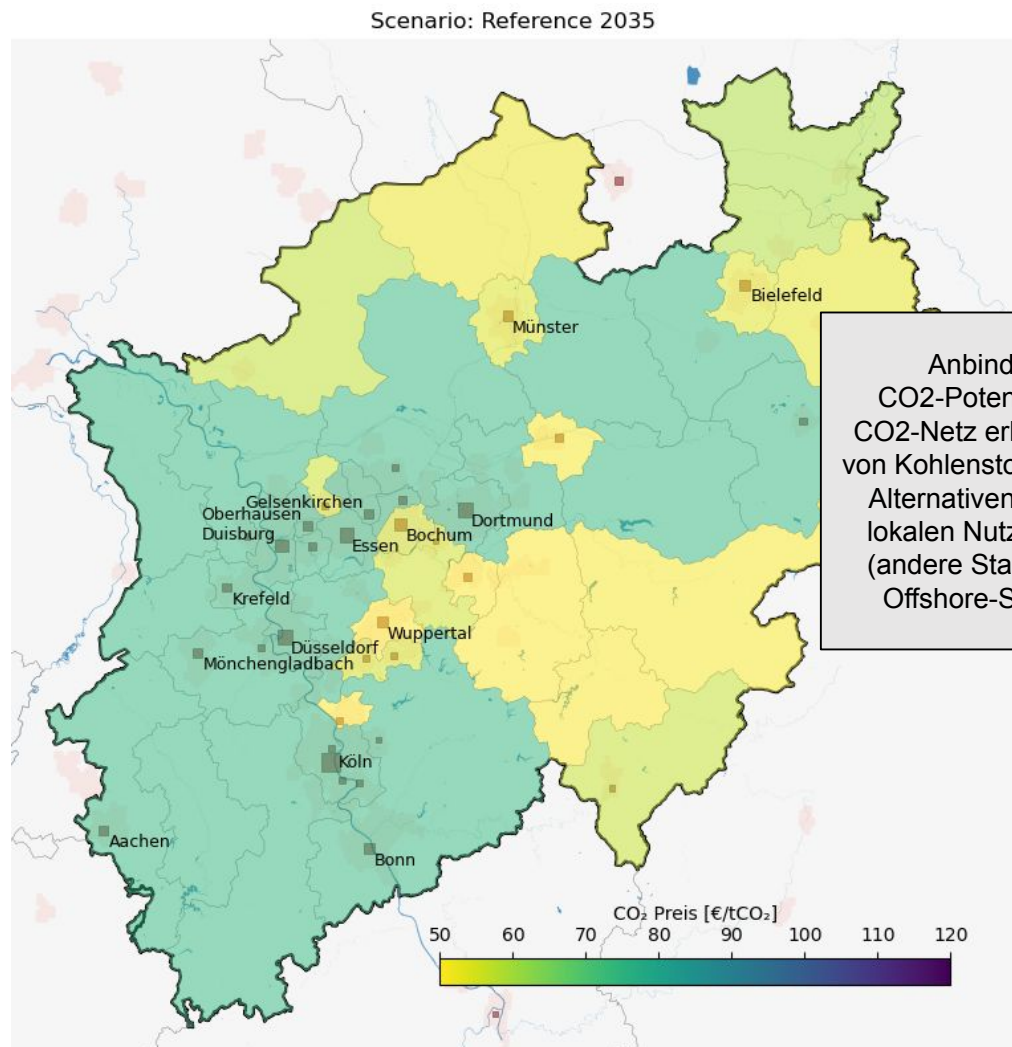 Scenario: Reference 2035
Bielefeld
Münster
Anbind
CO2-Poten
CO2-Netz erl
von Kohlensto
Alternativen
lokalen Nutz
(andere Sta
Offshore-S
Gelsenkirchen
Oberhausen
Dortmund
Duisburg
Bochum
Essen
Krefeld
Wuppertal
Düsseldorf
Mönchengladbach
Köln
Aachen
Bonn
CO₂ Preis [€/tCO₂]
50 60 70 80 90 100 110 120